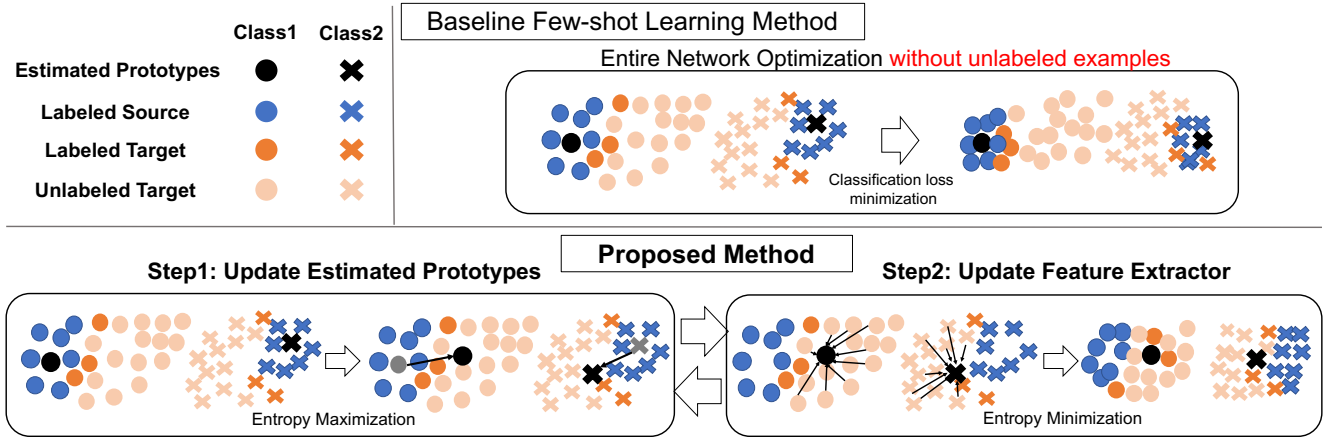 Class1 Class2
Estimated Prototypes
Labeled Source
Labeled Target
Unlabeled Target
Baseline Few-shot Learning Method
Entire Network Optimization without unlabeled examples
Classification loss
minimization
Proposed Method
Step1: Update Estimated Prototypes
Step2: Update Feature Extractor
Entropy Maximization
Entropy Minimization